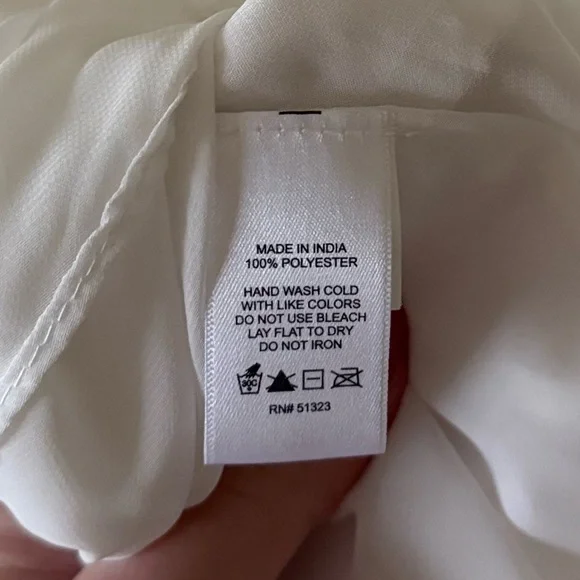 MADE IN INDIA
100% POLYESTER
HAND WASH COLD
WITH LIKE COLORS
DO NOT USE BLEACH
LAY FLAT TO DRY
DO NOT IRON
30C
RN# 51323